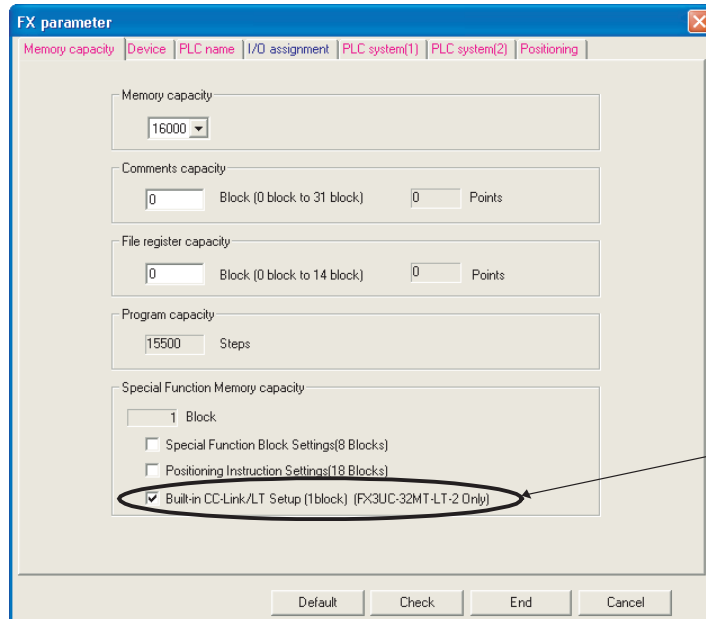 FX parameter
Memory capacity Device PLC name I/O assignment PLC system(1) PLC system(2) Positioning
Memory capacity
16000
Comments capacity
0 Block (0 block to 31 block) 0 Points
File register capacity
0 Block (0 block to 14 block) 0 Points
Program capacity
15500 Steps
Special Function Memory capacity
1 Block
Special Function Block Settings(8 Blocks)
Positioning Instruction Settings(18 Blocks)
Built-in CC-Link/LT Setup (1block) (FX3UC-32MT-LT-2 Only)
Default Check End Cancel